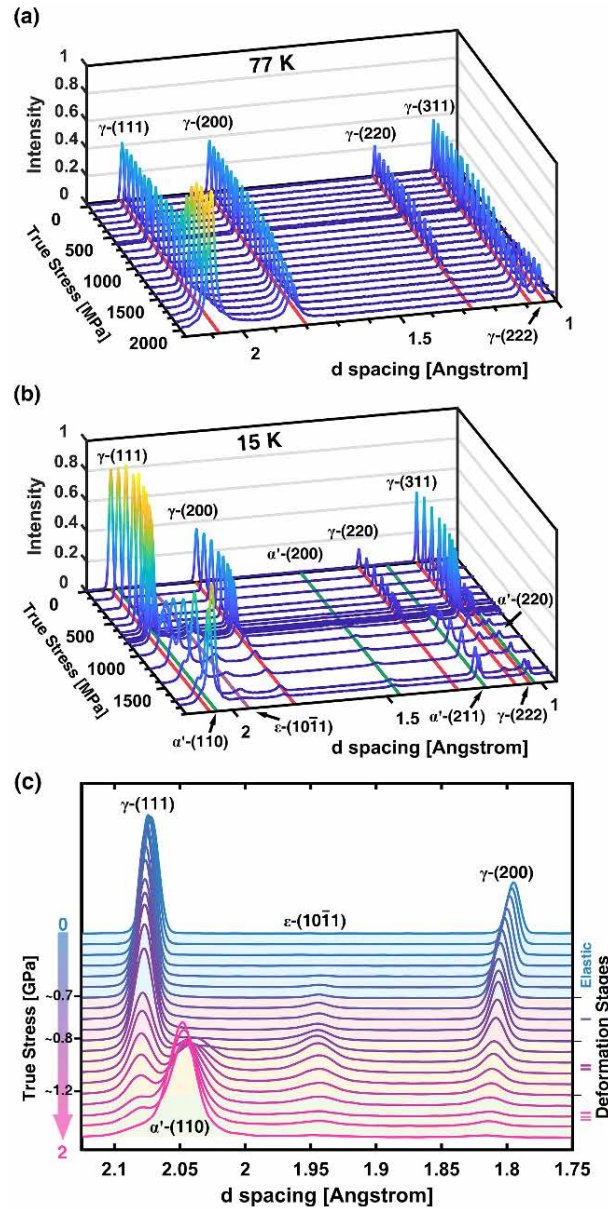 (a)
77 K
γ-(111)
γ-(200)
γ-(220)
γ-(311)
Intensity
1
0.8
0.6
0.4
0.2
0
0
500
1000
1500
2000
True Stress [MPa]
2
1.5
1
γ-(222)
d spacing [Angstrom]
(b)
15 K
γ-(111)
γ-(200)
α'-(200)
γ-(220)
γ-(311)
α'-(220)
Intensity
1
0.8
0.6
0.4
0.2
0
0
500
1000
1500
True Stress [MPa]
2
1.5
1
α'-(110)
ε-(101̄1)
α'-(211)
γ-(222)
d spacing [Angstrom]
(c)
γ-(111)
γ-(200)
ε-(101̄1)
α'-(110)
0
~0.7
~0.8
~1.2
2
True Stress [GPa]
Elastic
I
II
III
Deformation Stages
2.1 2.05 2 1.95 1.9 1.85 1.8 1.75
d spacing [Angstrom]